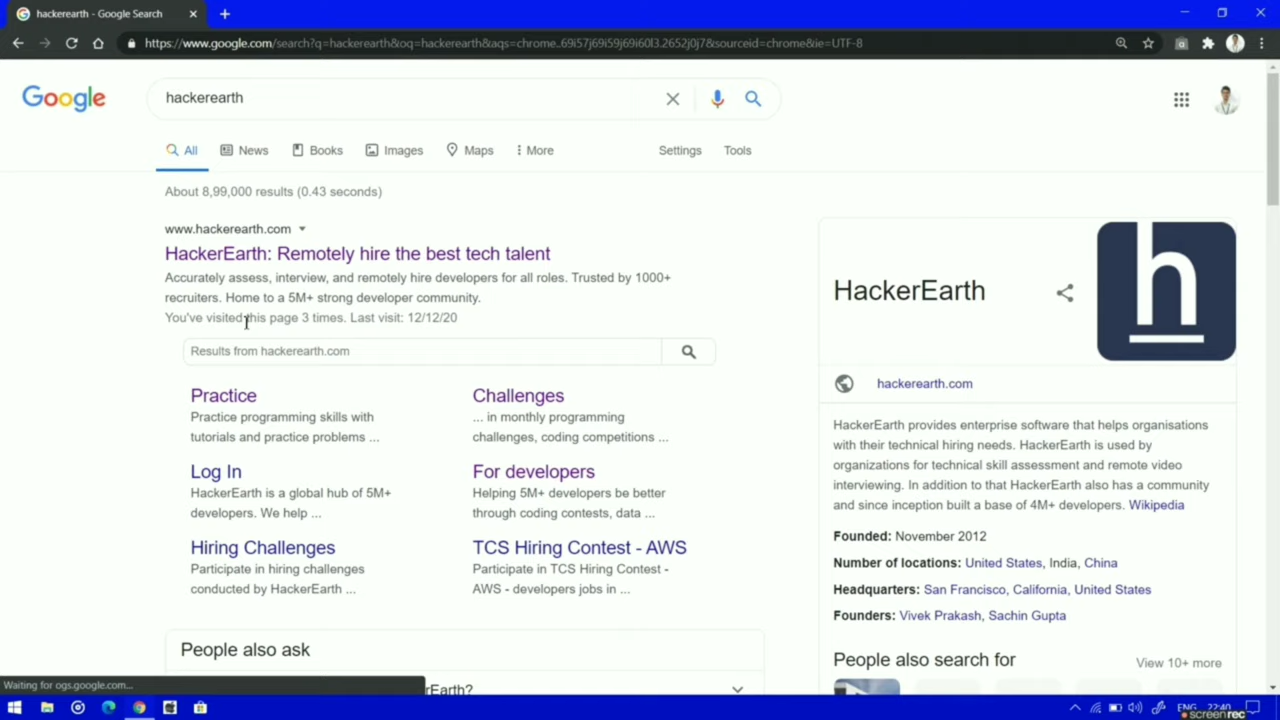 hackerearth - Google Search
https://www.google.com/search?q=hackerearth&oq=hackerearth&aqs=chrome..69i57j69i59j69i60l3.2652j0j7&sourceid=chrome&ie=UTF-8
Google
hackerearth
All
News
Books
Images
Maps
More
Settings
Tools
About 8,99,000 results (0.43 seconds)
www.hackerearth.com
HackerEarth: Remotely hire the best tech talent
Accurately assess, interview, and remotely hire developers for all roles. Trusted by 1000+
recruiters. Home to a 5M+ strong developer community.
You've visited this page 3 times. Last visit: 12/12/20
Results from hackerearth.com
Practice
Practice programming skills with
tutorials and practice problems ...
Challenges
... in monthly programming
challenges, coding competitions ...
Log In
HackerEarth is a global hub of 5M+
developers. We help ...
For developers
Helping 5M+ developers be better
through coding contests, data ...
Hiring Challenges
Participate in hiring challenges
conducted by HackerEarth ...
TCS Hiring Contest - AWS
Participate in TCS Hiring Contest -
AWS - developers jobs in ...
People also ask
rEarth?
HackerEarth
h
hackerearth.com
HackerEarth provides enterprise software that helps organisations
with their technical hiring needs. HackerEarth is used by
organizations for technical skill assessment and remote video
interviewing. In addition to that HackerEarth also has a community
and since inception built a base of 4M+ developers. Wikipedia
Founded: November 2012
Number of locations: United States, India, China
Headquarters: San Francisco, California, United States
Founders: Vivek Prakash, Sachin Gupta
People also search for
View 10+ more
Waiting for ogs.google.com...
ENG
22:40
screenrec